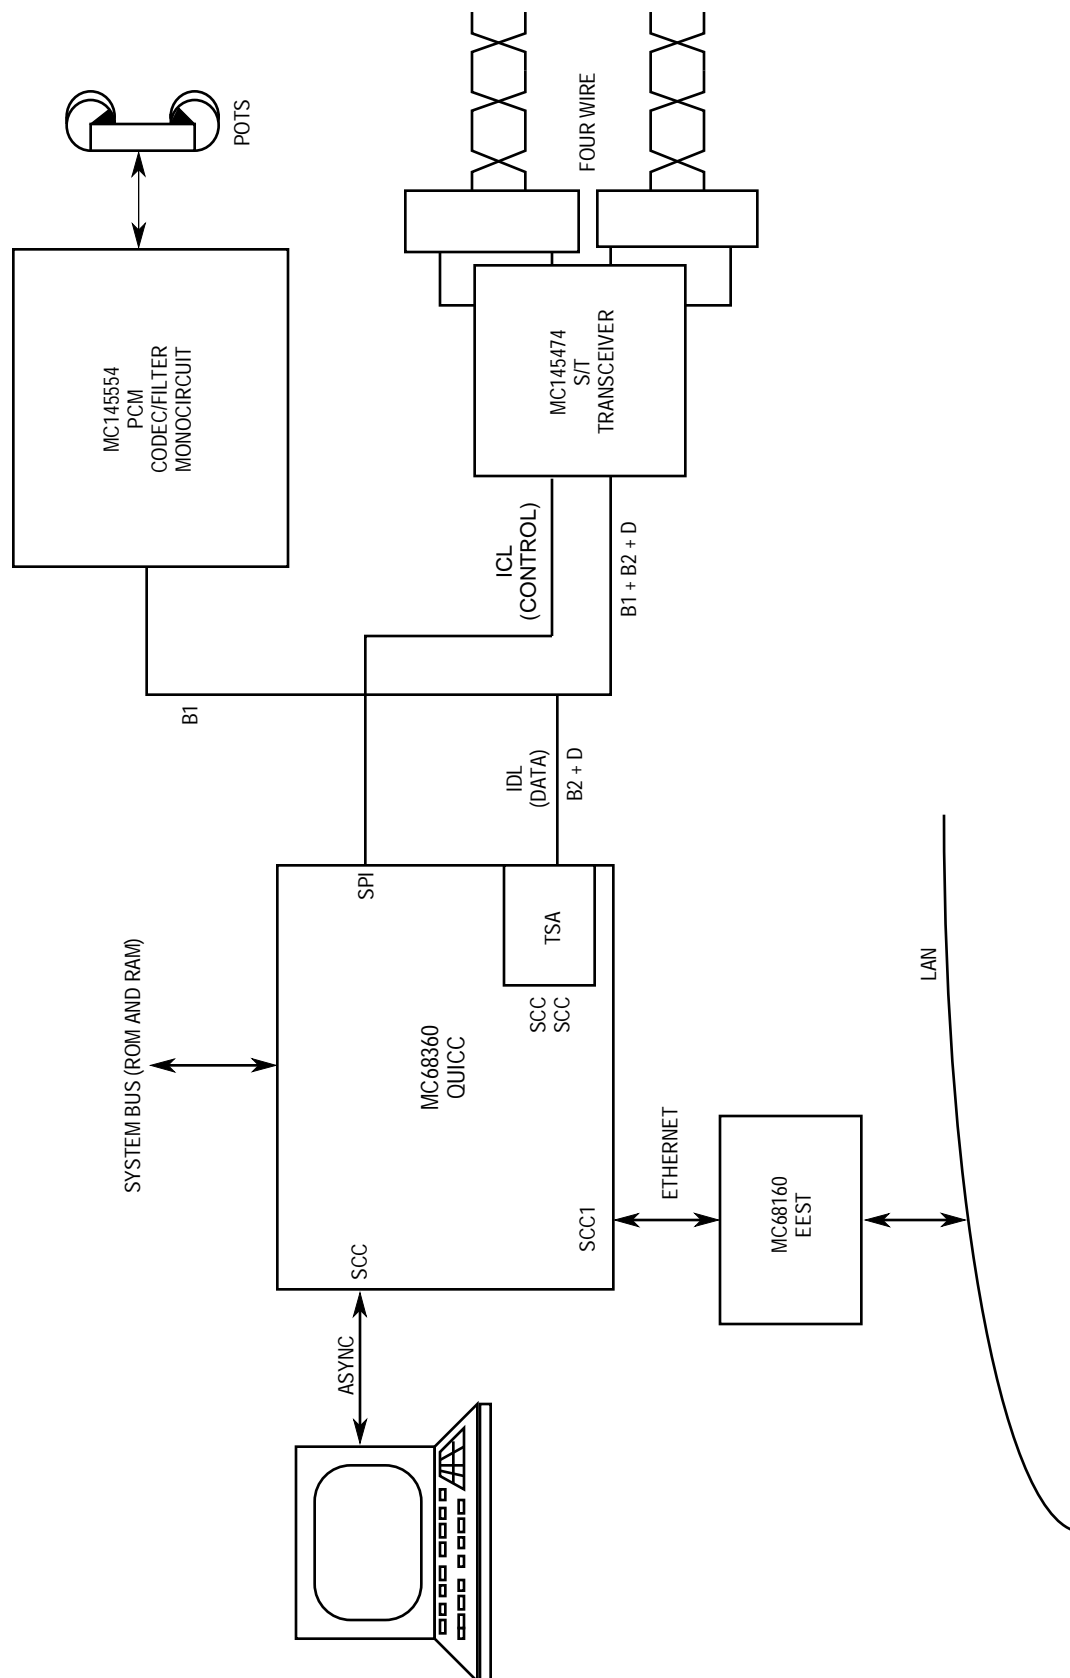 SYSTEM BUS (ROM AND RAM)
B1
MC145554
PCM
CODEC/FILTER
MONOCIRCUIT
POTS
ASYNC
SCC
MC68360
QUICC
SPI
SCC
SCC
TSA
SCC1
IDL
(DATA)
B2 + D
ICL
(CONTROL)
B1 + B2 + D
MC145474
S/T
TRANSCEIVER
FOUR WIRE
ETHERNET
MC68160
EEST
LAN